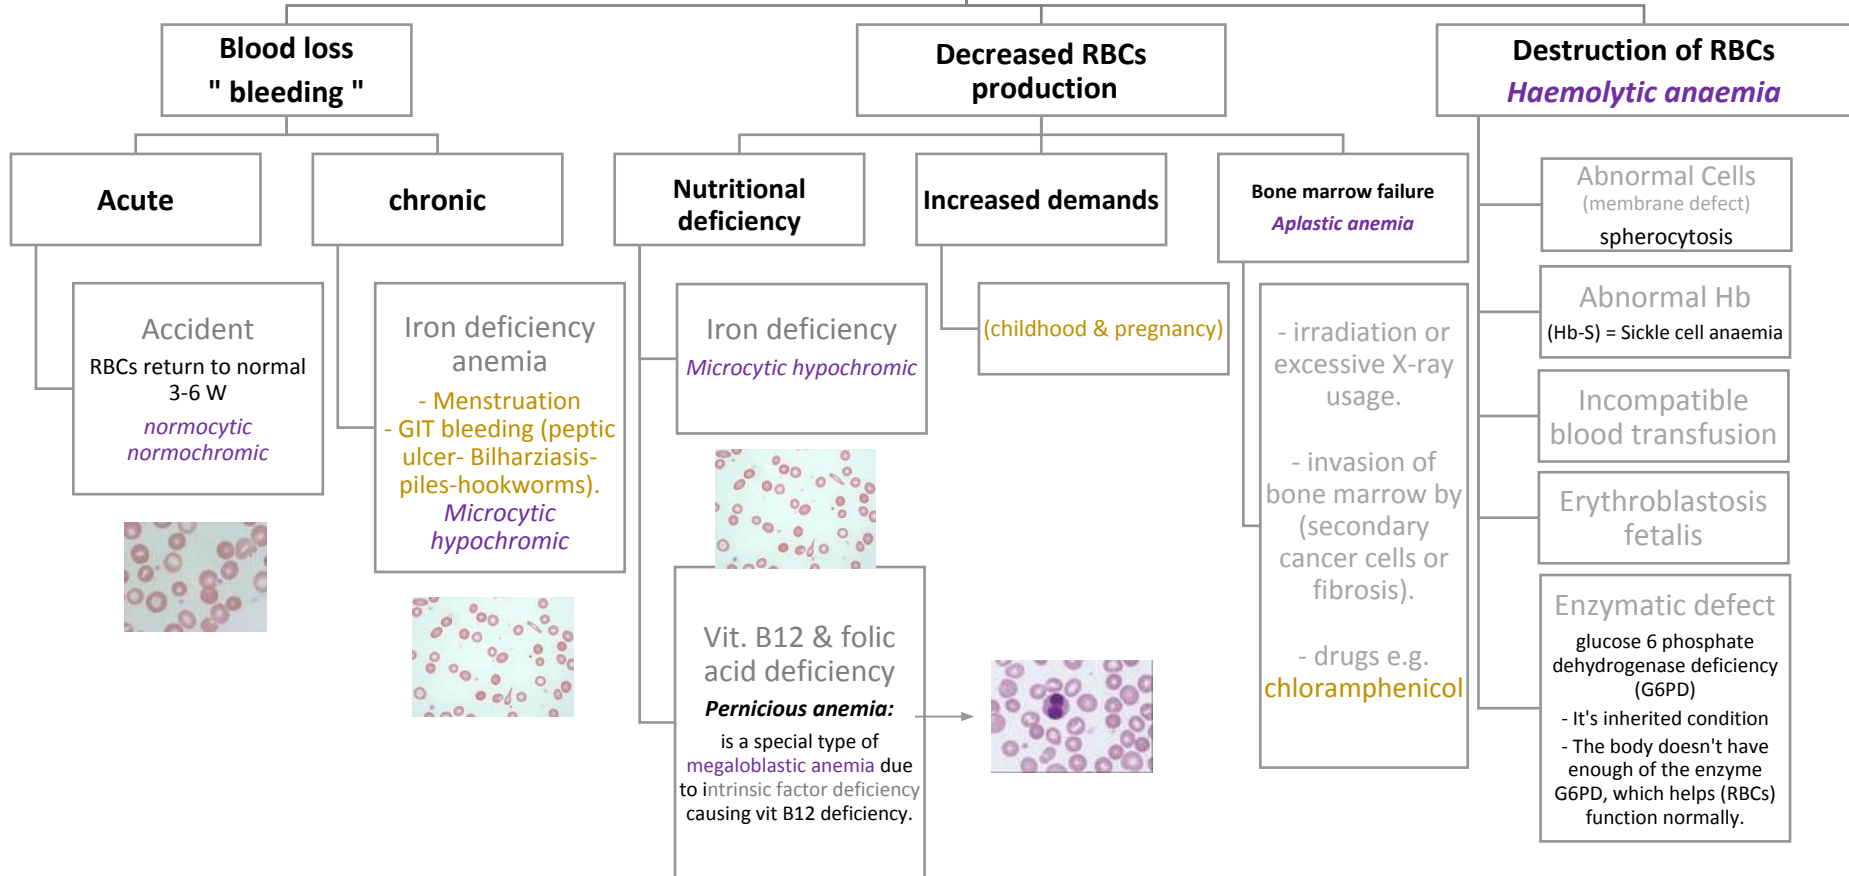 Blood loss
" bleeding "
Decreased RBCs
production
Destruction of RBCs
Haemolytic anaemia
Acute
chronic
Nutritional
deficiency
Increased demands
Bone marrow failure
Aplastic anemia
Accident
RBCs return to normal
3-6 W
normocytic
normochromic
Iron deficiency
anemia
- Menstruation
- GIT bleeding (peptic
ulcer- Bilharziasis-
piles-hookworms).
Microcytic
hypochromic
Iron deficiency
Microcytic hypochromic
Vit. B12 & folic
acid deficiency
Pernicious anemia:
is a special type of
megaloblastic anemia due
to intrinsic factor deficiency
causing vit B12 deficiency.
(childhood & pregnancy)
- irradiation or
excessive X-ray
usage.
- invasion of
bone marrow by
(secondary
cancer cells or
fibrosis).
- drugs e.g.
chloramphenicol
Abnormal Cells
(membrane defect)
spherocytosis
Abnormal Hb
(Hb-S) = Sickle cell anaemia
Incompatible
blood transfusion
Erythroblastosis
fetalis
Enzymatic defect
glucose 6 phosphate
dehydrogenase deficiency
(G6PD)
- It's inherited condition
- The body doesn't have
enough of the enzyme
G6PD, which helps (RBCs)
function normally.